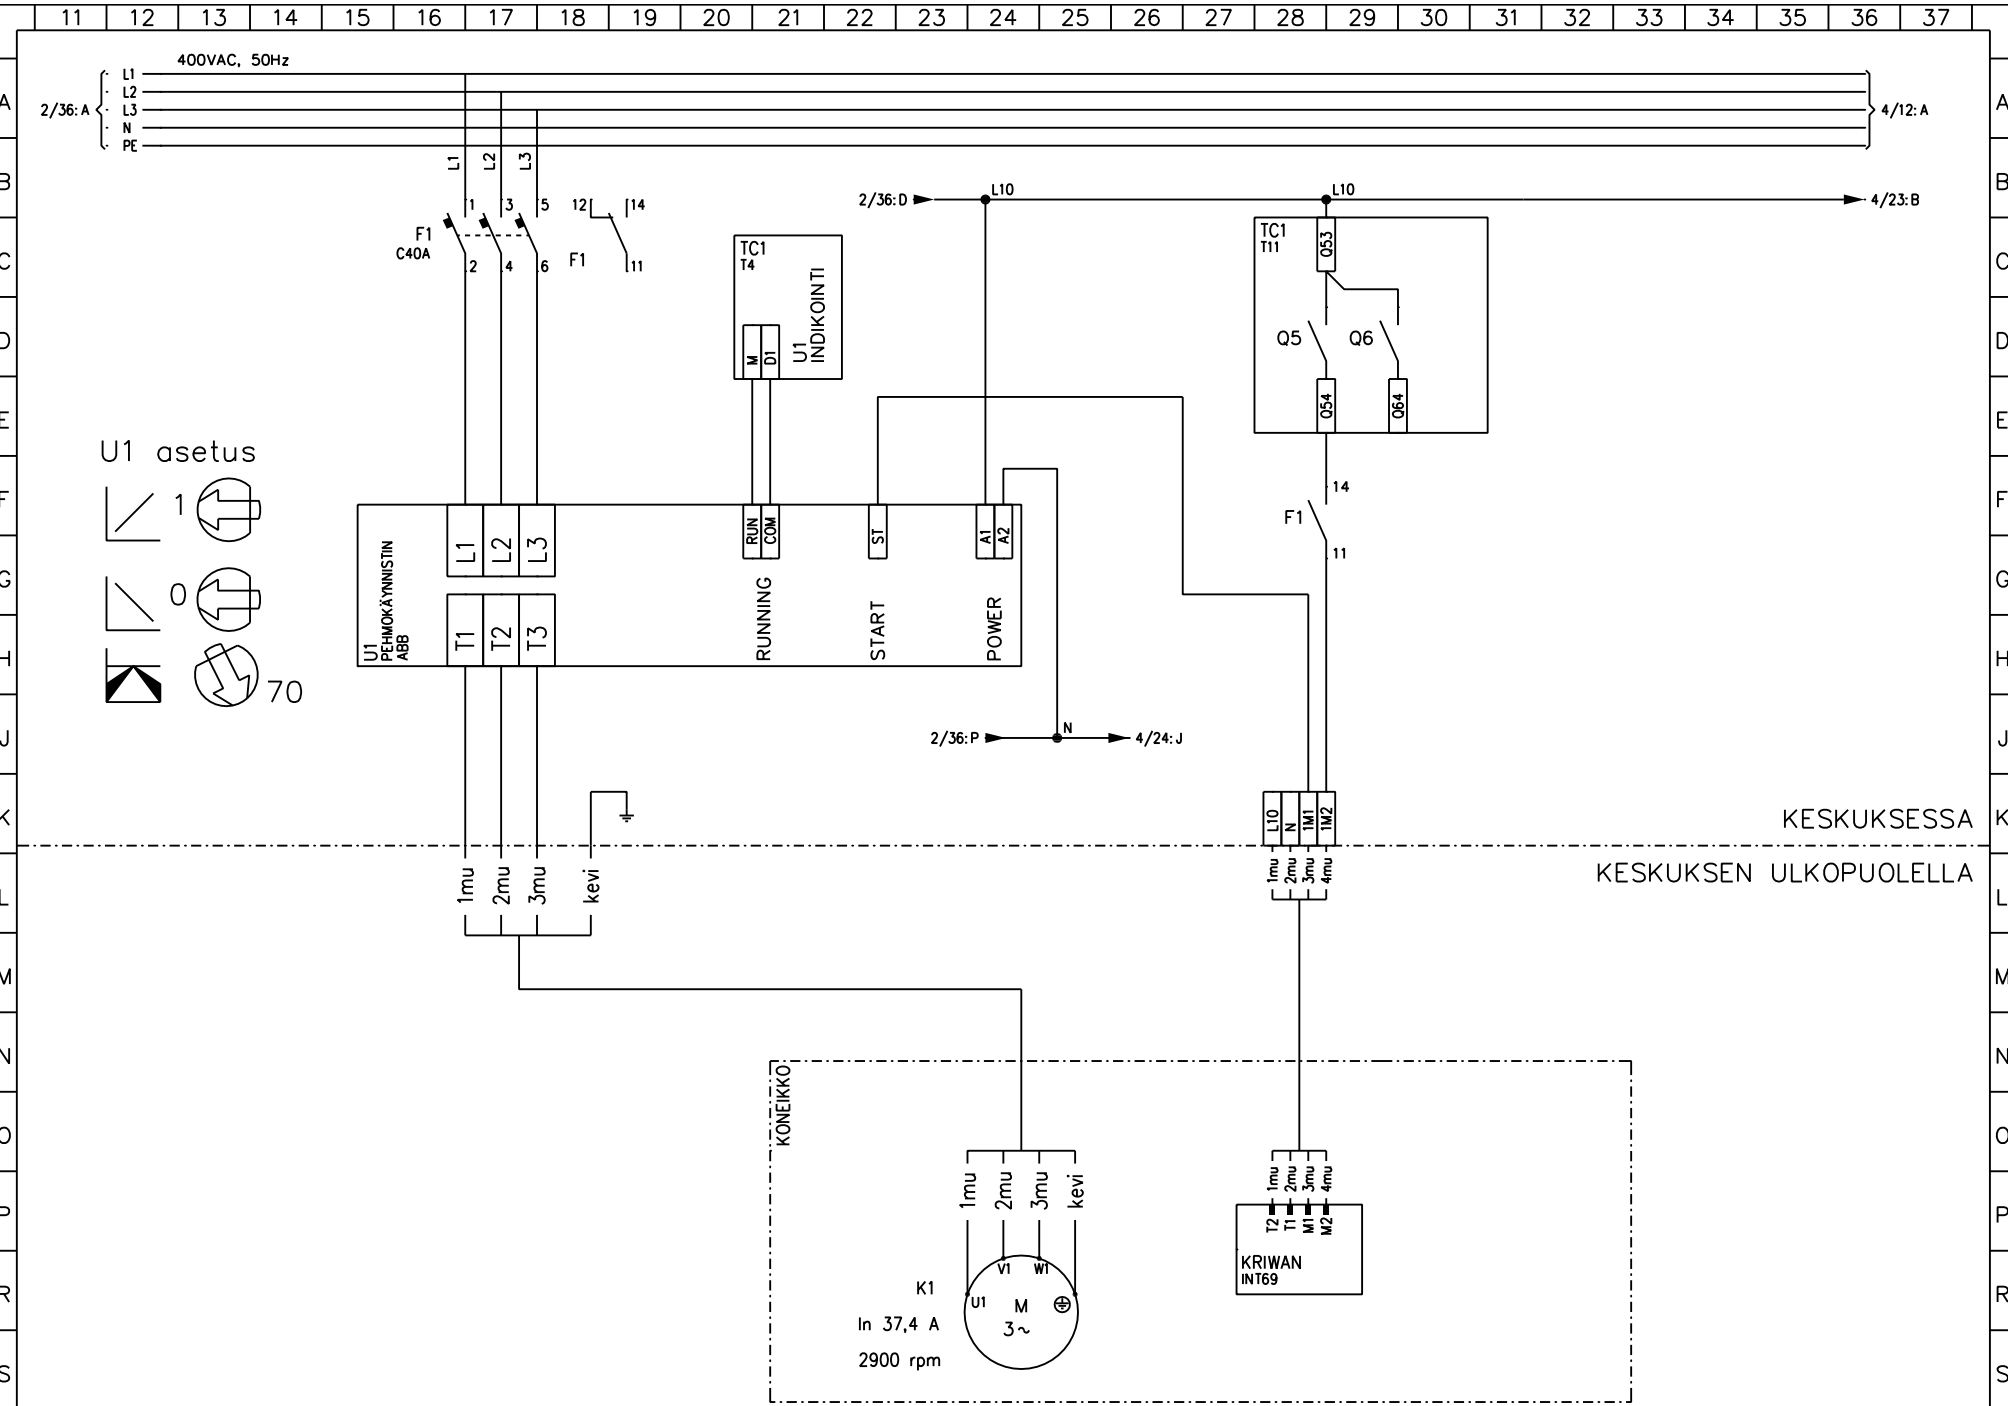 11 12 13 14 15 16 17 18 19 20 21 22 23 24 25 26 27 28 29 30 31 32 33 34 35 36 37
400VAC, 50Hz
L1
L2
2/36:A L3 4/12:A
N
PE
A A
B B
C C
D D
E E
F F
G G
H H
J J
K K
L L
M M
N N
O O
P P
R R
S S
L1 L2 L3
1 3 5 12 14
F1
C40A
2 4 6 F1 11
2/36:D L10 L10 4/23:B
TC1
T4
U1
INDIKOINTI
M D1
TC1
T11
Q53
Q5 Q6
Q54 Q64
14
F1
11
U1 asetus
1
0
70
U1
PEHMOKÄYNNISTIN
ABB
L1 L2 L3
T1 T2 T3
RUN COM ST A1 A2
RUNNING
START
POWER
2/36:P N 4/24:J
L10 N 1M1 1M2
KESKUKSESSA
KESKUKSEN ULKOPUOLELLA
1mu 2mu 3mu kevi
1mu 2mu 3mu 4mu
KONEIKKO
1mu 2mu 3mu kevi
1mu 2mu 3mu 4mu
T2 T1 M1 M2
KRIWAN
INT69
V1 W1
K1 U1 M
3~
In 37,4 A
2900 rpm